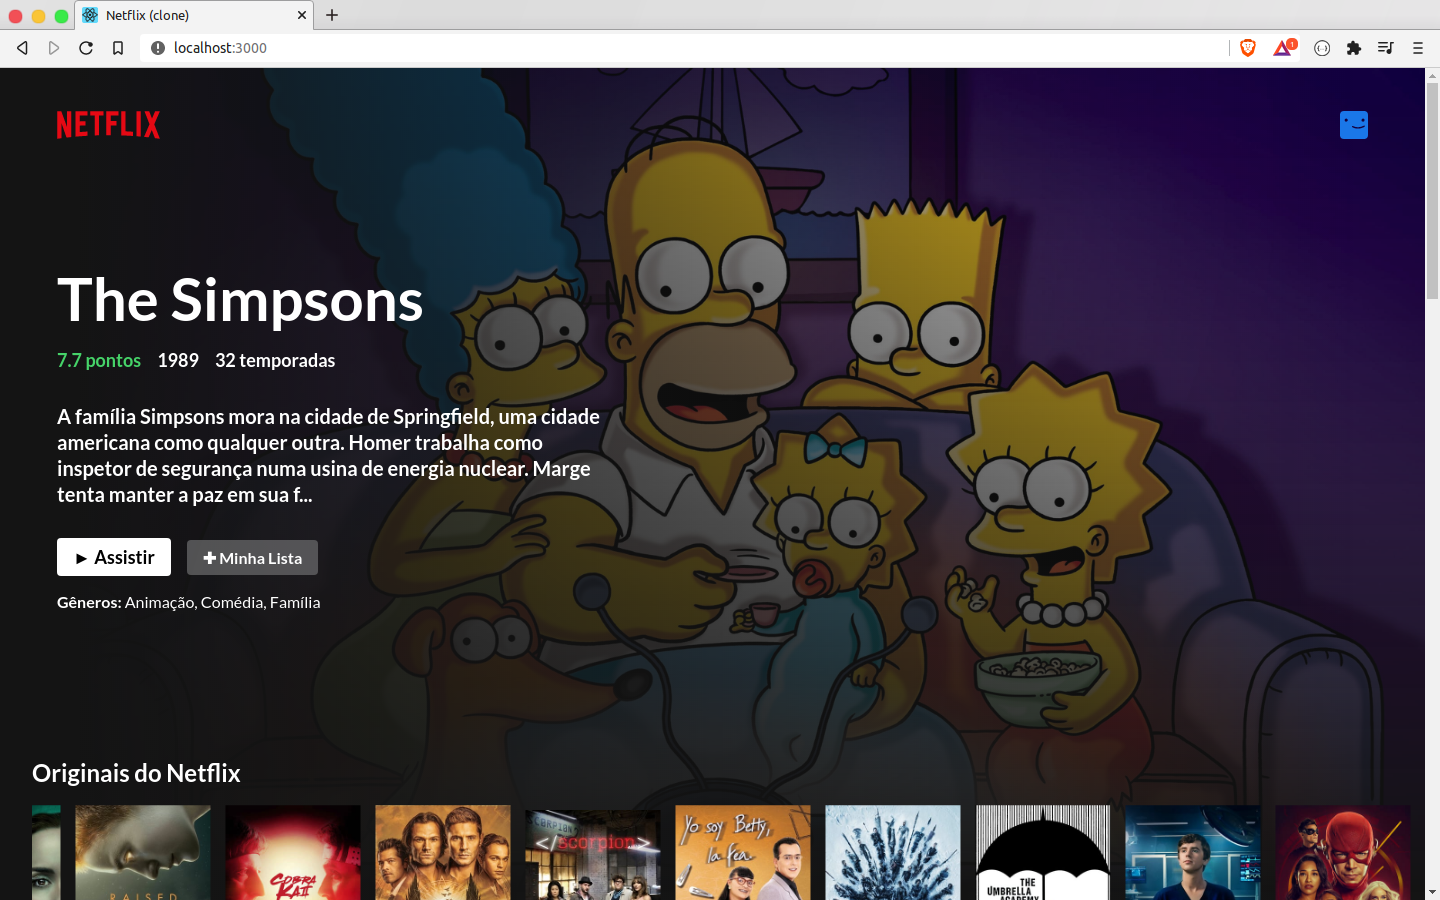 Netflix (clone)
localhost:3000
1
NETFLIX
The Simpsons
7.7 pontos 1989 32 temporadas
A família Simpsons mora na cidade de Springfield, uma cidade
americana como qualquer outra. Homer trabalha como
inspetor de segurança numa usina de energia nuclear. Marge
tenta manter a paz em sua f...
► Assistir
✚ Minha Lista
Gêneros: Animação, Comédia, Família
Originais do Netflix
RAISED
COBRA
KAI
SCORPION
</scorpion>
Yo soy Betty,
la fea
THE
UMBRELLA
ACADEMY